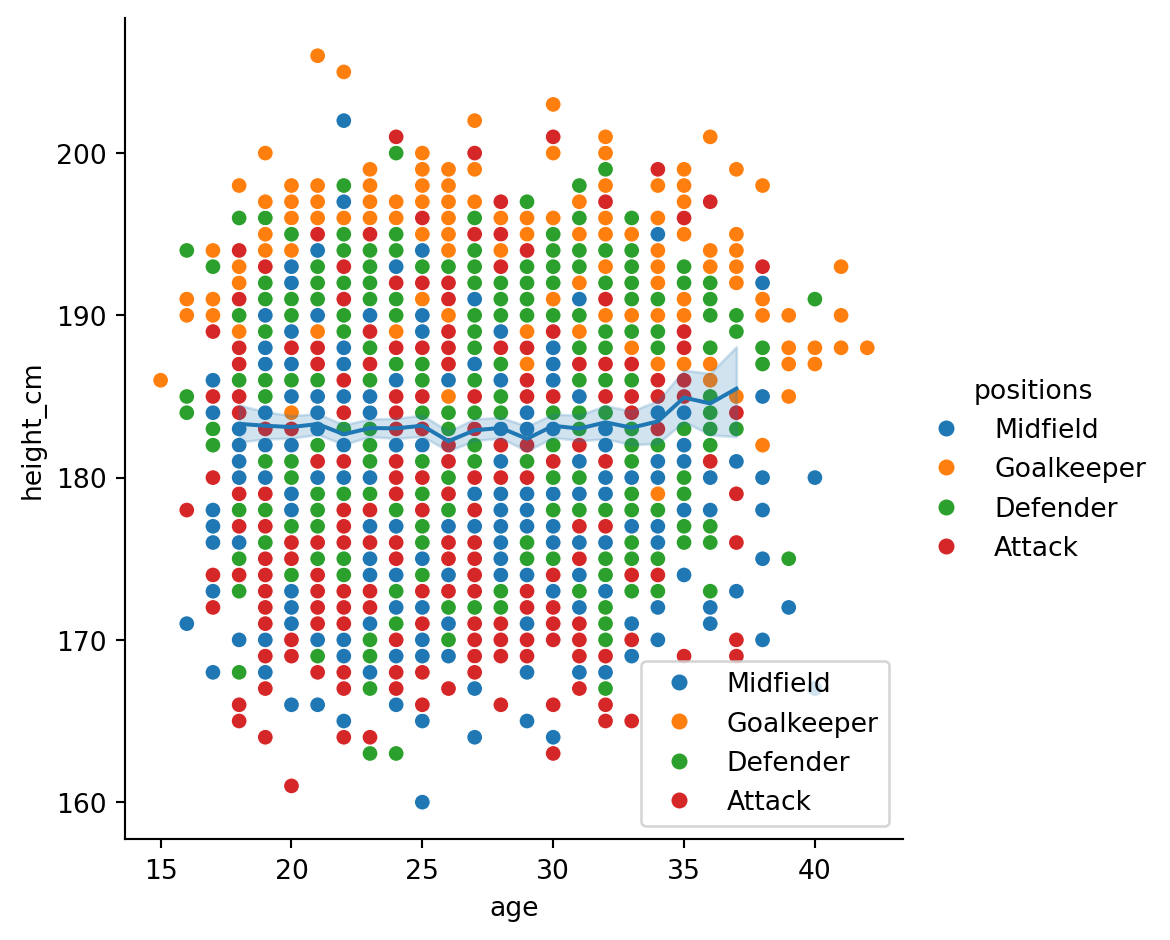 height_cm
200
190
180
170
160
15
20
25
30
35
40
age
Midfield
Goalkeeper
Defender
Attack
positions
Midfield
Goalkeeper
Defender
Attack